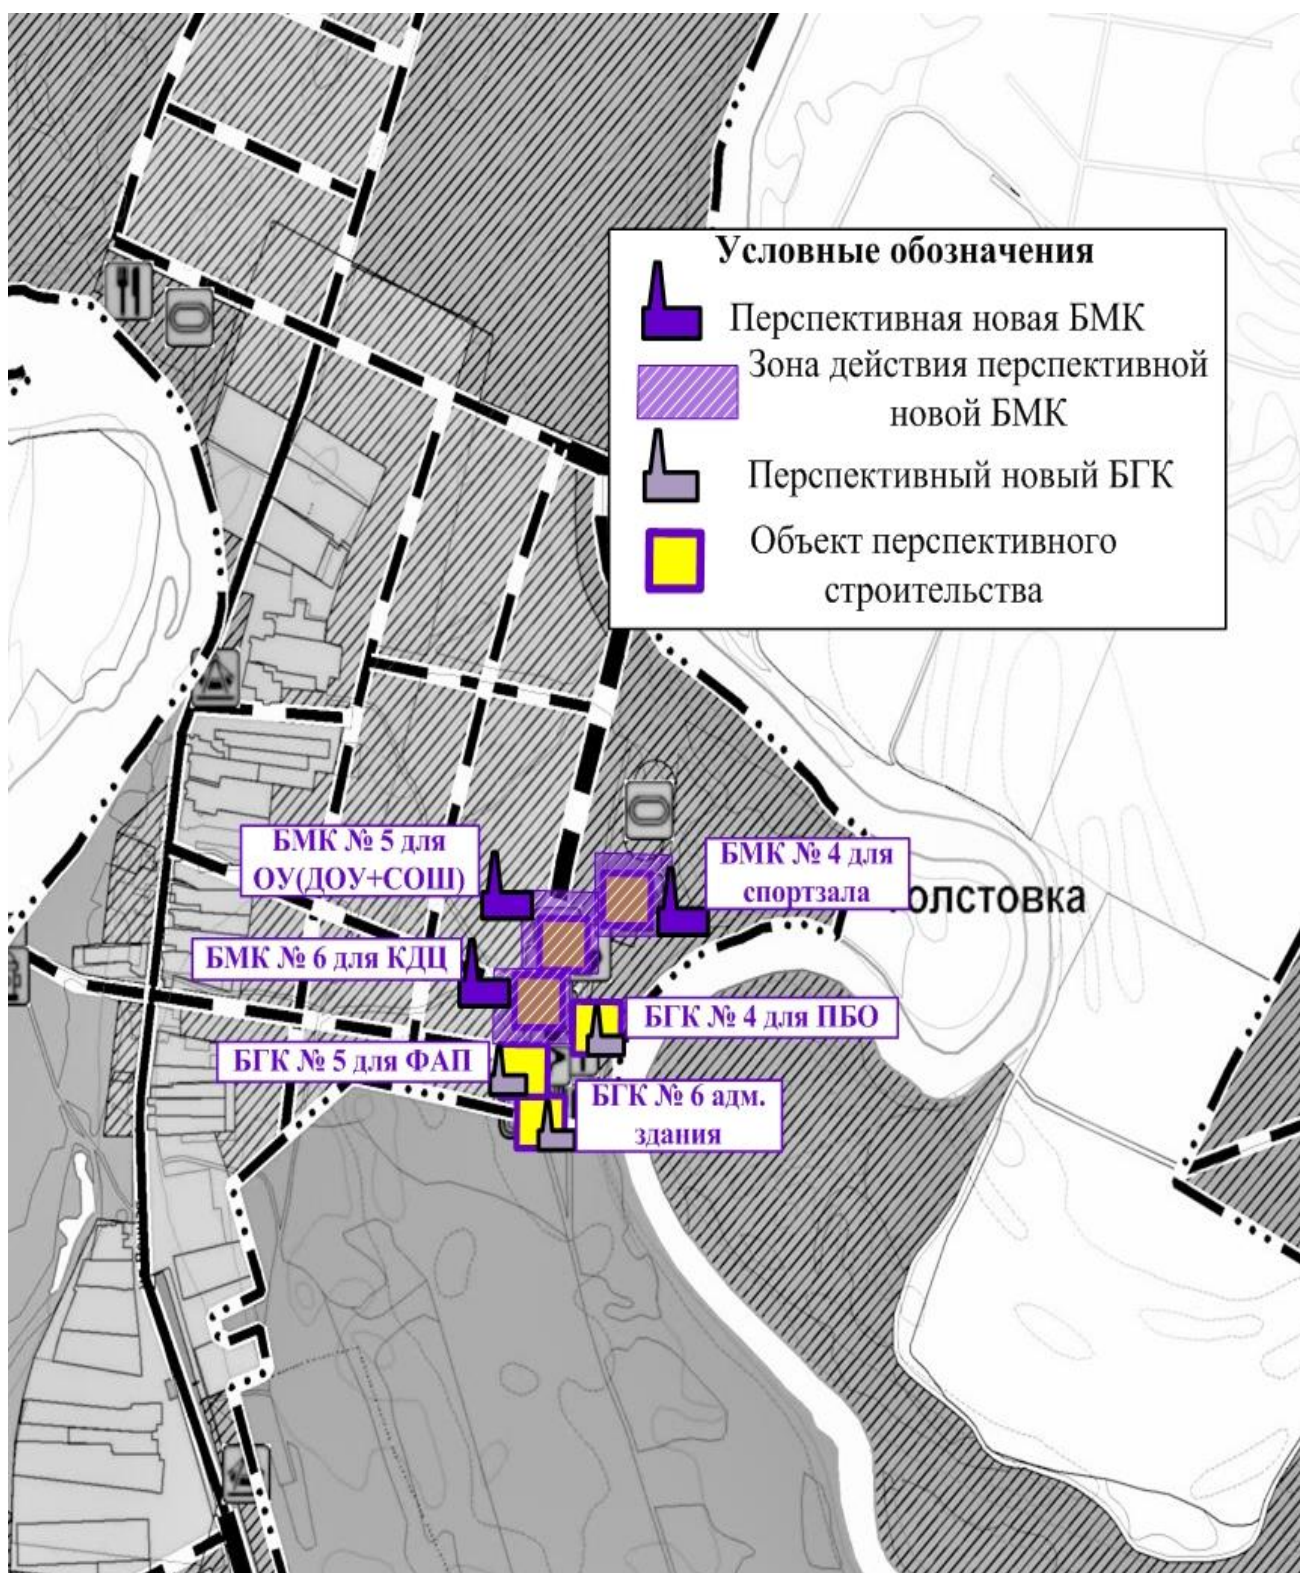 Условные обозначения
Перспективная новая БМК
Зона действия перспективной
новой БМК
Перспективный новый БГК
Объект перспективного
строительства
БМК № 5 для
ОУ(ДОУ+СОШ)
БМК № 4 для
спортзала
олстовка
БМК № 6 для КДЦ
БГК № 4 для ПБО
БГК № 5 для ФАП
БГК № 6 адм.
здания